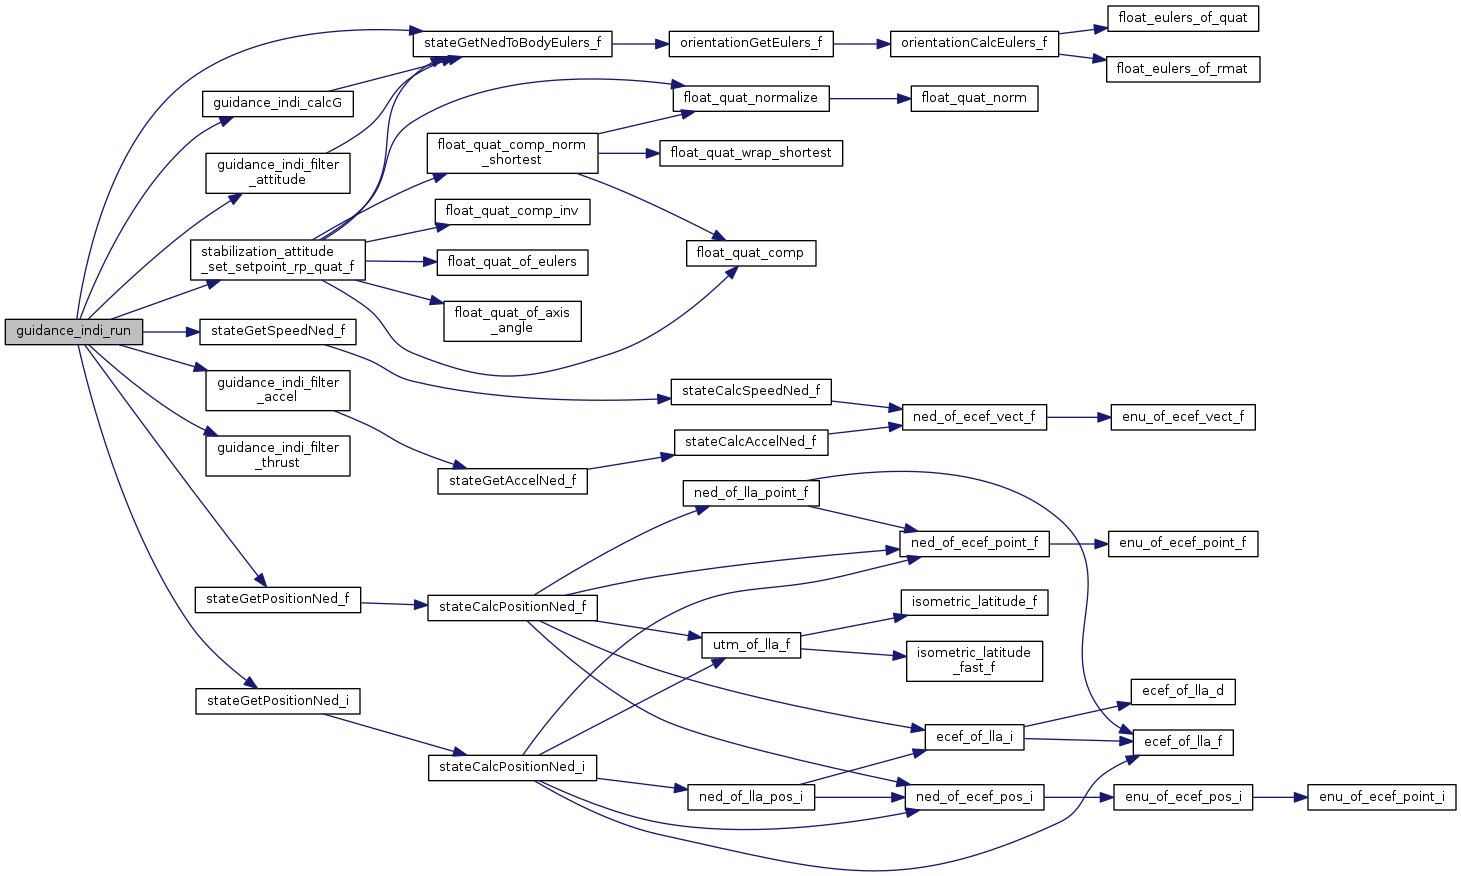 guidance_indi_run
stateGetNedToBodyEulers_f
guidance_indi_calcG
guidance_indi_filter
_attitude
stabilization_attitude
_set_setpoint_rp_quat_f
stateGetSpeedNed_f
guidance_indi_filter
_accel
guidance_indi_filter
_thrust
stateGetPositionNed_f
stateGetPositionNed_i
orientationGetEulers_f
orientationCalcEulers_f
float_eulers_of_quat
float_eulers_of_rmat
float_quat_normalize
float_quat_norm
float_quat_comp_norm
_shortest
float_quat_wrap_shortest
float_quat_comp_inv
float_quat_comp
float_quat_of_eulers
float_quat_of_axis
_angle
stateCalcSpeedNed_f
ned_of_ecef_vect_f
enu_of_ecef_vect_f
stateCalcAccelNed_f
stateGetAccelNed_f
ned_of_lla_point_f
ned_of_ecef_point_f
enu_of_ecef_point_f
stateCalcPositionNed_f
isometric_latitude_f
utm_of_lla_f
isometric_latitude
_fast_f
ecef_of_lla_d
ecef_of_lla_i
ecef_of_lla_f
stateCalcPositionNed_i
ned_of_lla_pos_i
ned_of_ecef_pos_i
enu_of_ecef_pos_i
enu_of_ecef_point_i